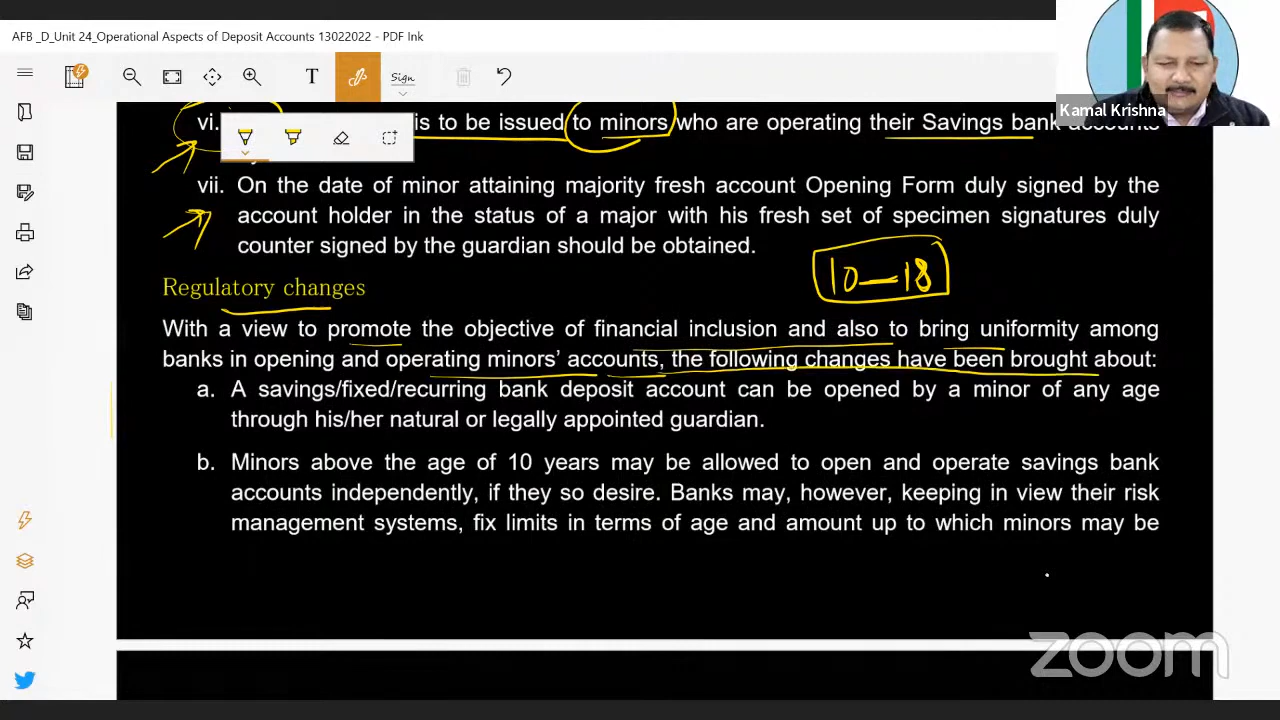 AFB _D_Unit 24_Operational Aspects of Deposit Accounts 13022022 - PDF Ink
T
Sign
Kamal Krishna
vi. is to be issued to minors who are operating their Savings bank accounts
vii. On the date of minor attaining majority fresh account Opening Form duly signed by the
account holder in the status of a major with his fresh set of specimen signatures duly
counter signed by the guardian should be obtained.
10—18
Regulatory changes
With a view to promote the objective of financial inclusion and also to bring uniformity among
banks in opening and operating minors’ accounts, the following changes have been brought about:
a. A savings/fixed/recurring bank deposit account can be opened by a minor of any age
through his/her natural or legally appointed guardian.
b. Minors above the age of 10 years may be allowed to open and operate savings bank
accounts independently, if they so desire. Banks may, however, keeping in view their risk
management systems, fix limits in terms of age and amount up to which minors may be
zoom